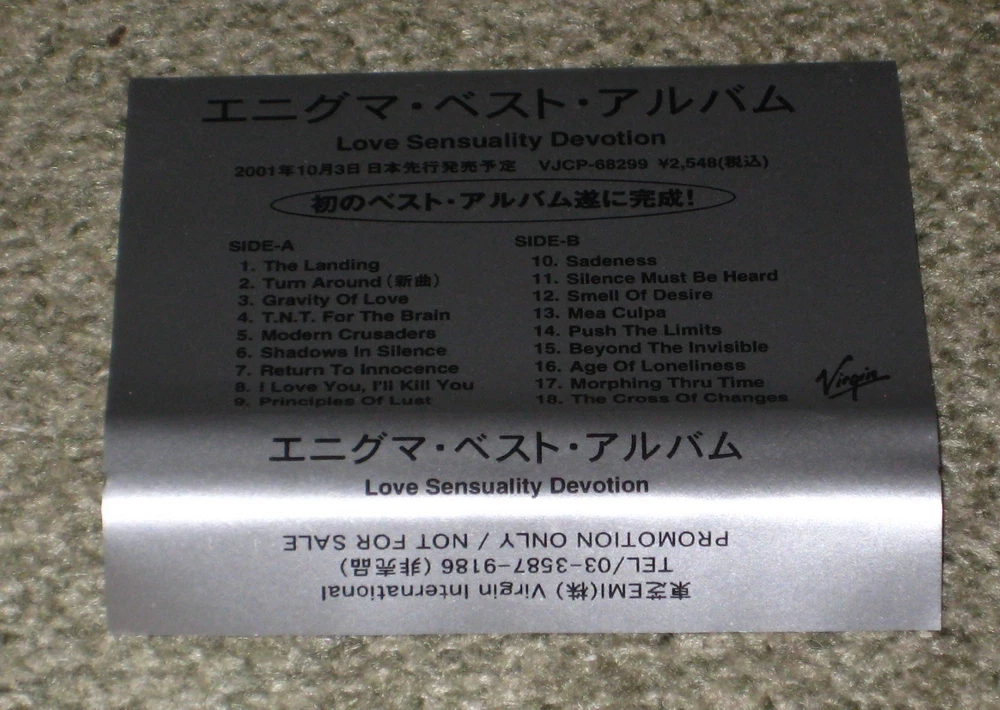 エニグマ・ベスト・アルバム
Love Sensuality Devotion
2001年10月3日 日本先行発売予定 VJCP-68299 ¥2,548(税込)
初のベスト・アルバム遂に完成!
SIDE-A
1. The Landing
2. Turn Around (新曲)
3. Gravity Of Love
4. T.N.T. For The Brain
5. Modern Crusaders
6. Shadows In Silence
7. Return To Innocence
8. I Love You, I'll Kill You
9. Principles Of Lust
SIDE-B
10. Sadeness
11. Silence Must Be Heard
12. Smell Of Desire
13. Mea Culpa
14. Push The Limits
15. Beyond The Invisible
16. Age Of Loneliness
17. Morphing Thru Time
18. The Cross Of Changes
Virgin
エニグマ・ベスト・アルバム
Love Sensuality Devotion
東芝EMI(株) Virgin International
TEL/03-3587-9186 (非売品)
PROMOTION ONLY / NOT FOR SALE